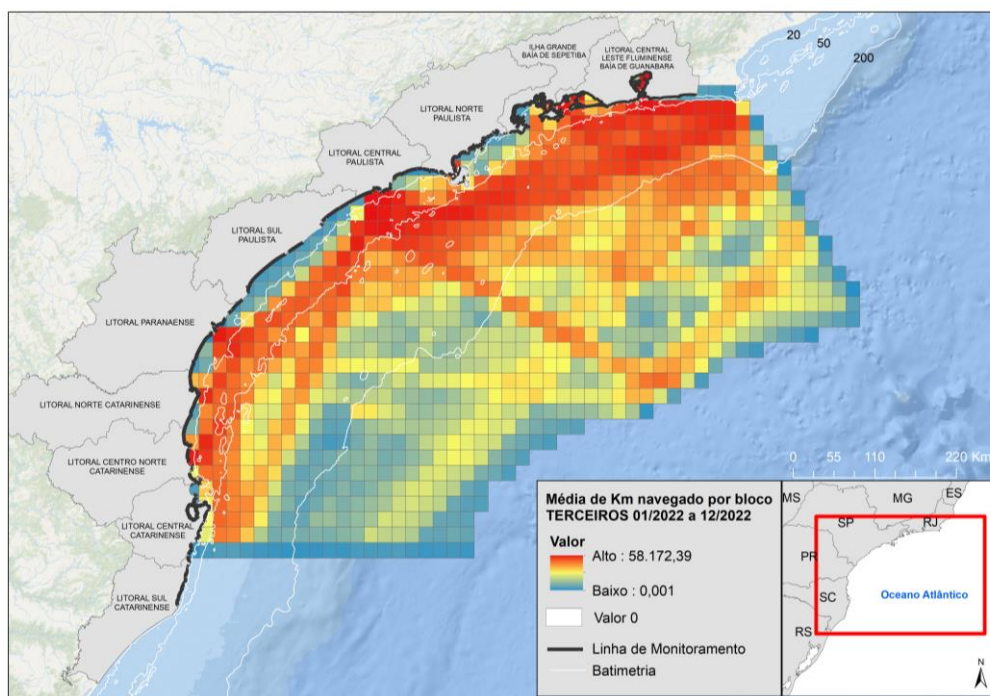 ILHA GRANDE
BAÍA DE SEPETIBA
LITORAL CENTRAL
LESTE FLUMINENSE
BAÍA DE GUANABARA
20
50
200
LITORAL NORTE
PAULISTA
LITORAL CENTRAL
PAULISTA
LITORAL SUL
PAULISTA
LITORAL PARANAENSE
LITORAL NORTE CATARINENSE
LITORAL CENTRO NORTE
CATARINENSE
LITORAL CENTRAL
CATARINENSE
LITORAL SUL
CATARINENSE
0 55 110 220 Km
Média de Km navegado por bloco
TERCEIROS 01/2022 a 12/2022
Valor
Alto : 58.172,39
Baixo : 0,001
Valor 0
Linha de Monitoramento
Batimetria
MS
MG
ES
SP
RJ
PR
SC
Oceano Atlântico
RS
N